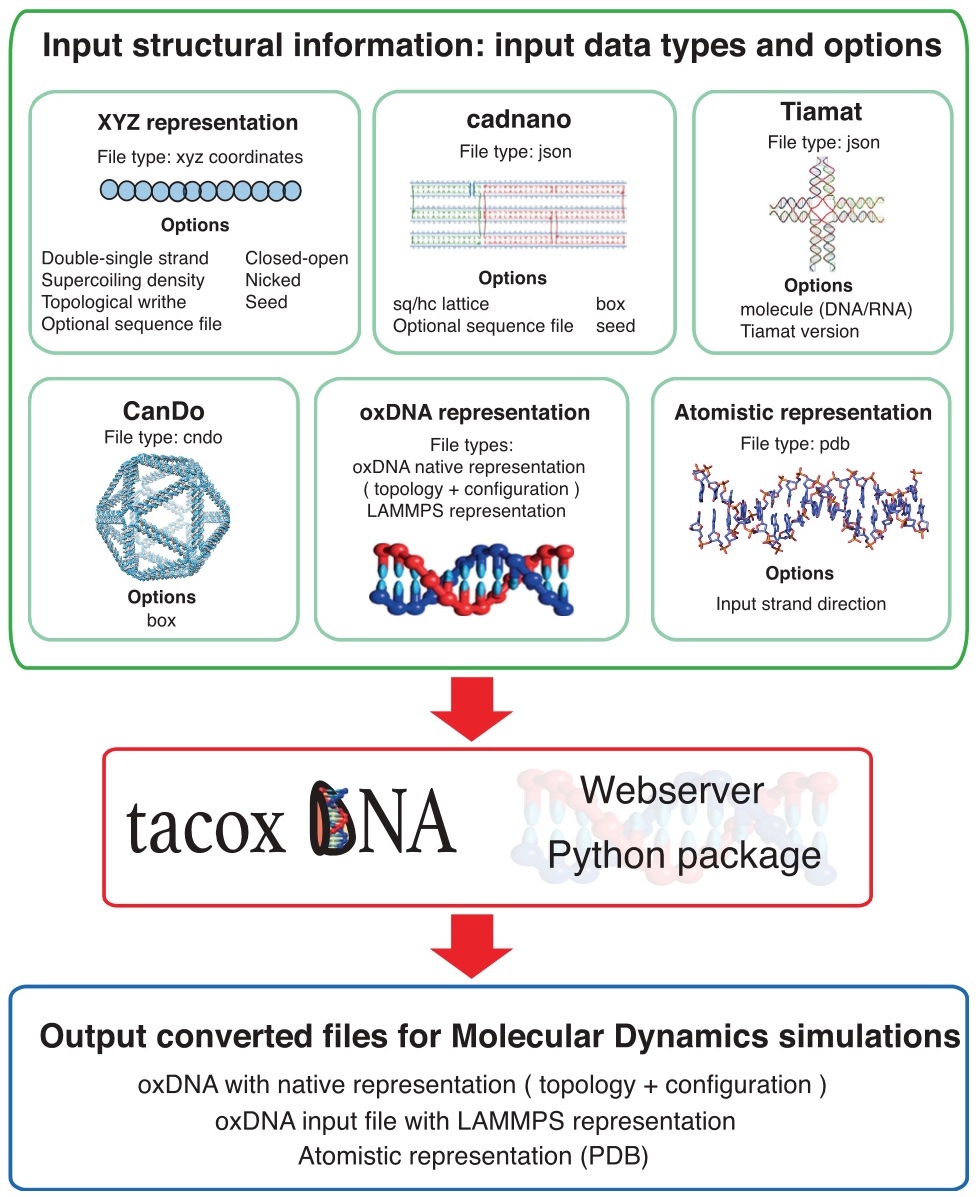 Input structural information: input data types and options
XYZ representation
File type: xyz coordinates
Options
Double-single strand
Supercoiling density
Topological writhe
Optional sequence file
Closed-open
Nicked
Seed
cadnano
File type: json
Options
sq/hc lattice
Optional sequence file
box
seed
Tiamat
File type: json
Options
molecule (DNA/RNA)
Tiamat version
CanDo
File type: cndo
Options
box
oxDNA representation
File types:
oxDNA native representation
( topology + configuration )
LAMMPS representation
Atomistic representation
File type: pdb
Options
Input strand direction
tacox DNA
Webserver
Python package
Output converted files for Molecular Dynamics simulations
oxDNA with native representation ( topology + configuration )
oxDNA input file with LAMMPS representation
Atomistic representation (PDB)